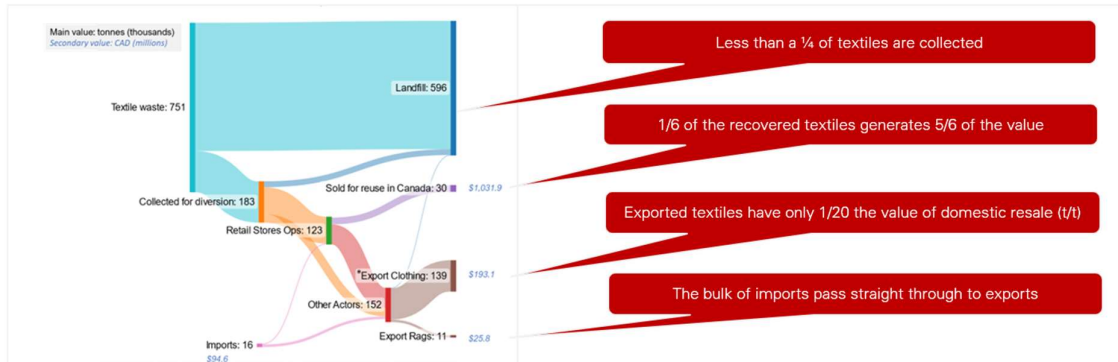 Main value: tonnes (thousands)
Secondary value: CAD (millions)
Less than a ¼ of textiles are collected
Landfill: 596
Textile waste: 751
1/6 of the recovered textiles generates 5/6 of the value
Sold for reuse in Canada: 30
$1,031.9
Collected for diversion: 183
Exported textiles have only 1/20 the value of domestic resale (t/t)
Retail Stores Ops: 123
*Export Clothing: 139
$193.1
The bulk of imports pass straight through to exports
Other Actors: 152
Export Rags: 11
$25.8
Imports: 16
$94.6